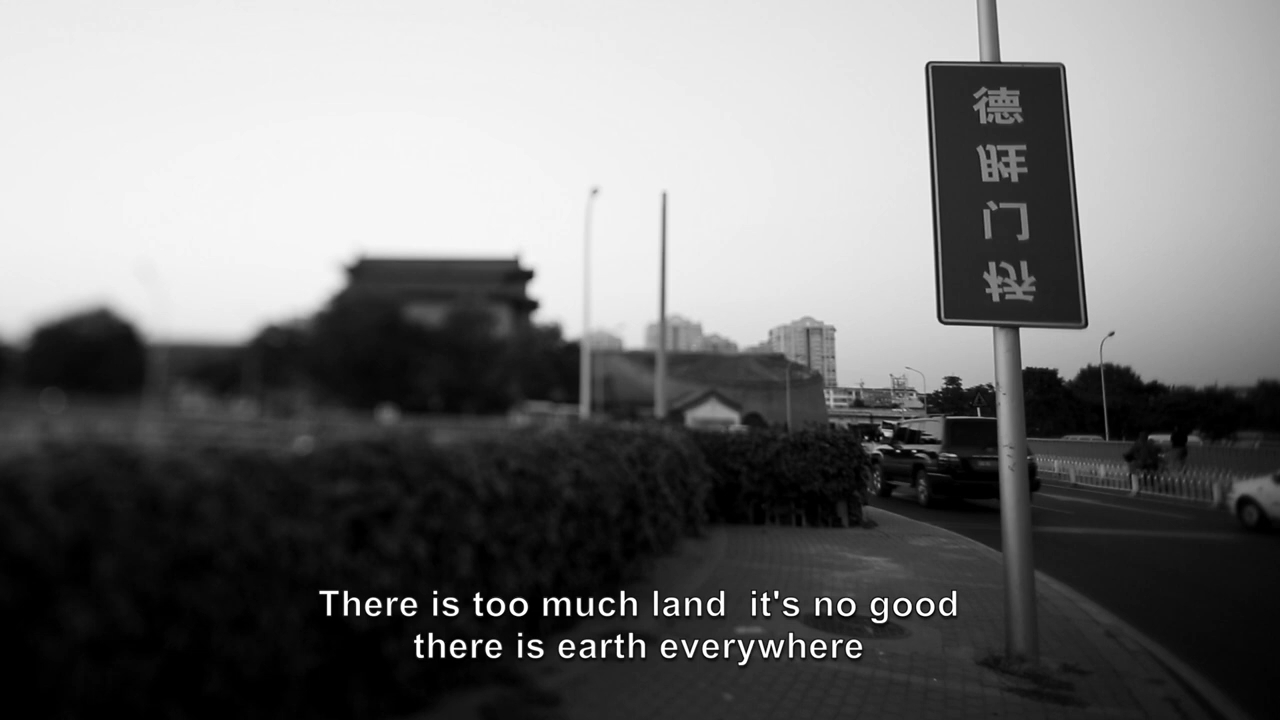 德胜门桥
There is too much land  it's no good
there is earth everywhere